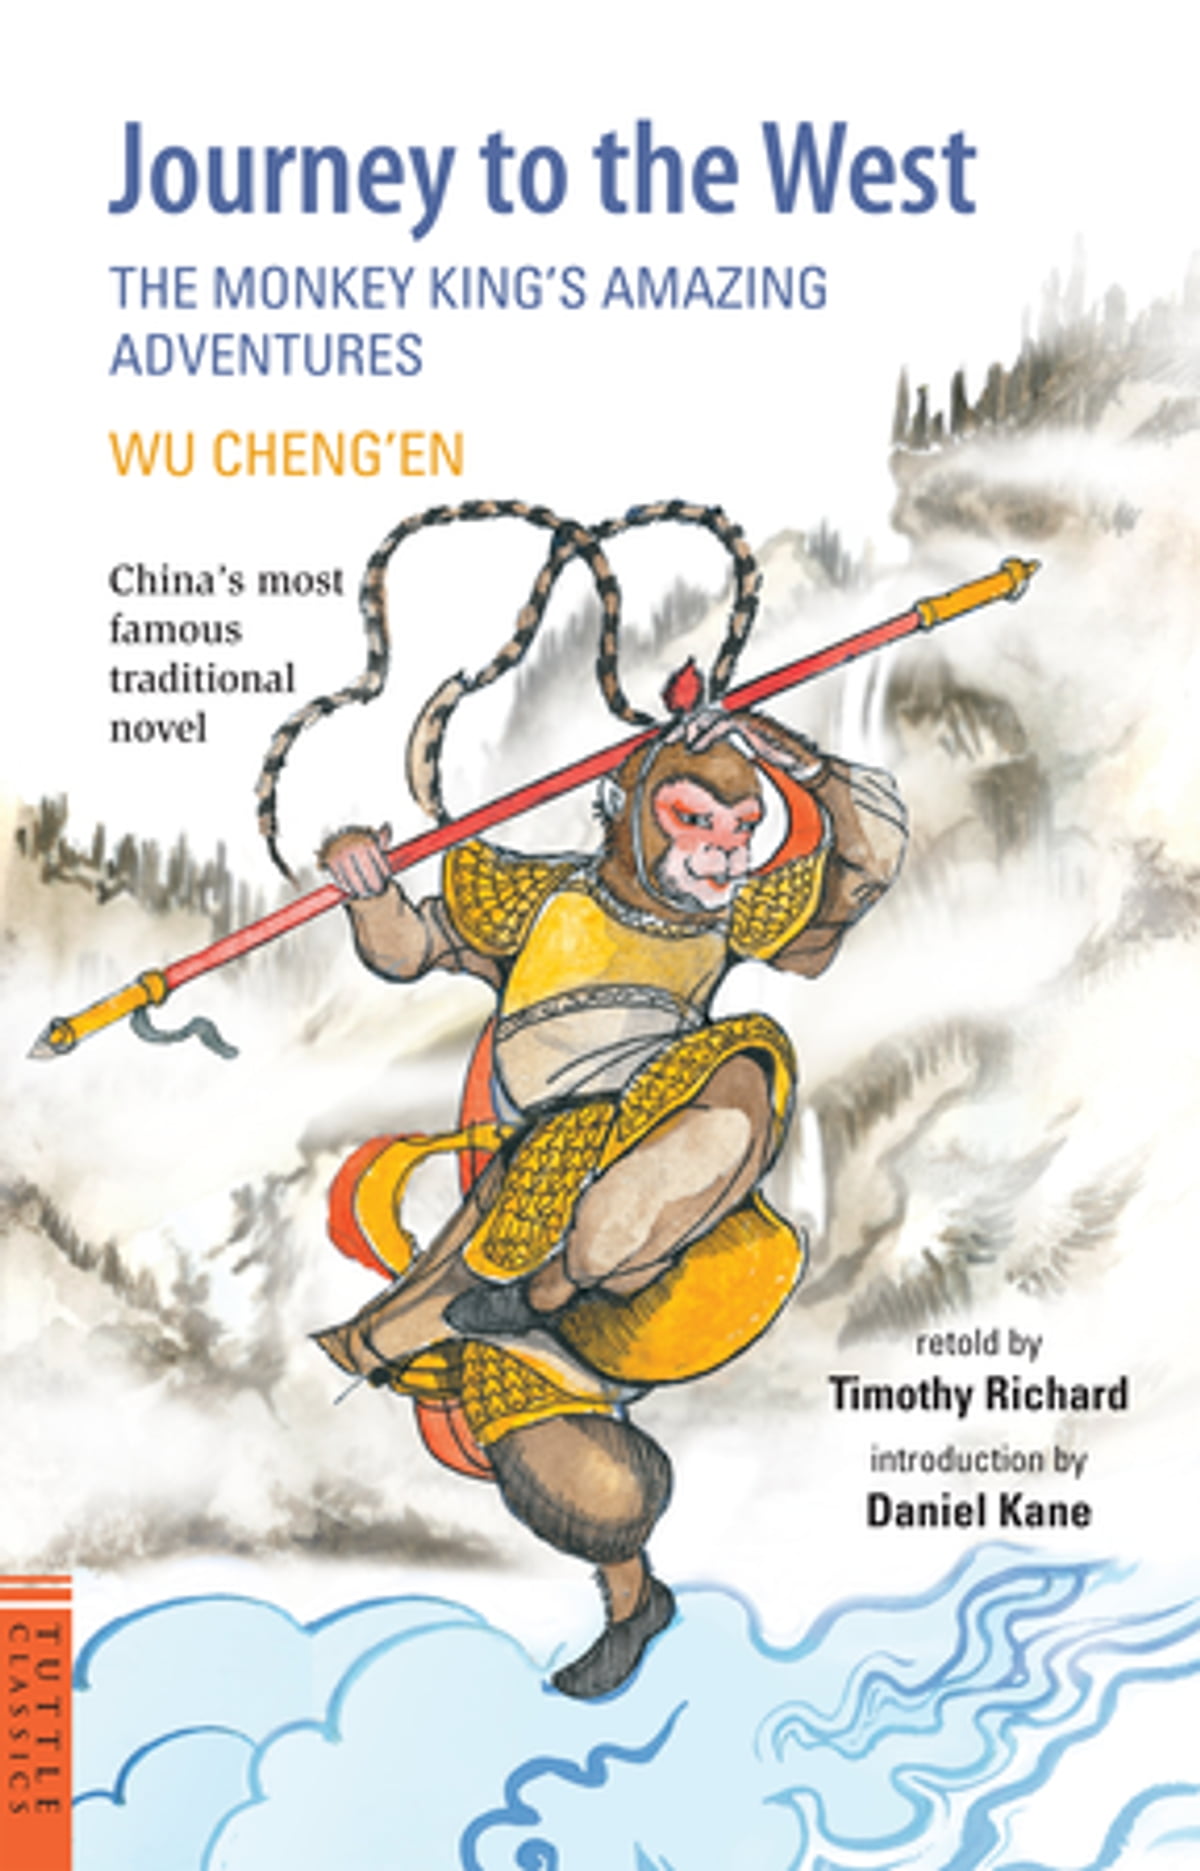 Journey to the West
THE MONKEY KING'S AMAZING
ADVENTURES
WU CHENG'EN
China's most
famous
traditional
novel
retold by
Timothy Richard
introduction by
Daniel Kane
TUTTLE
CLASSICS